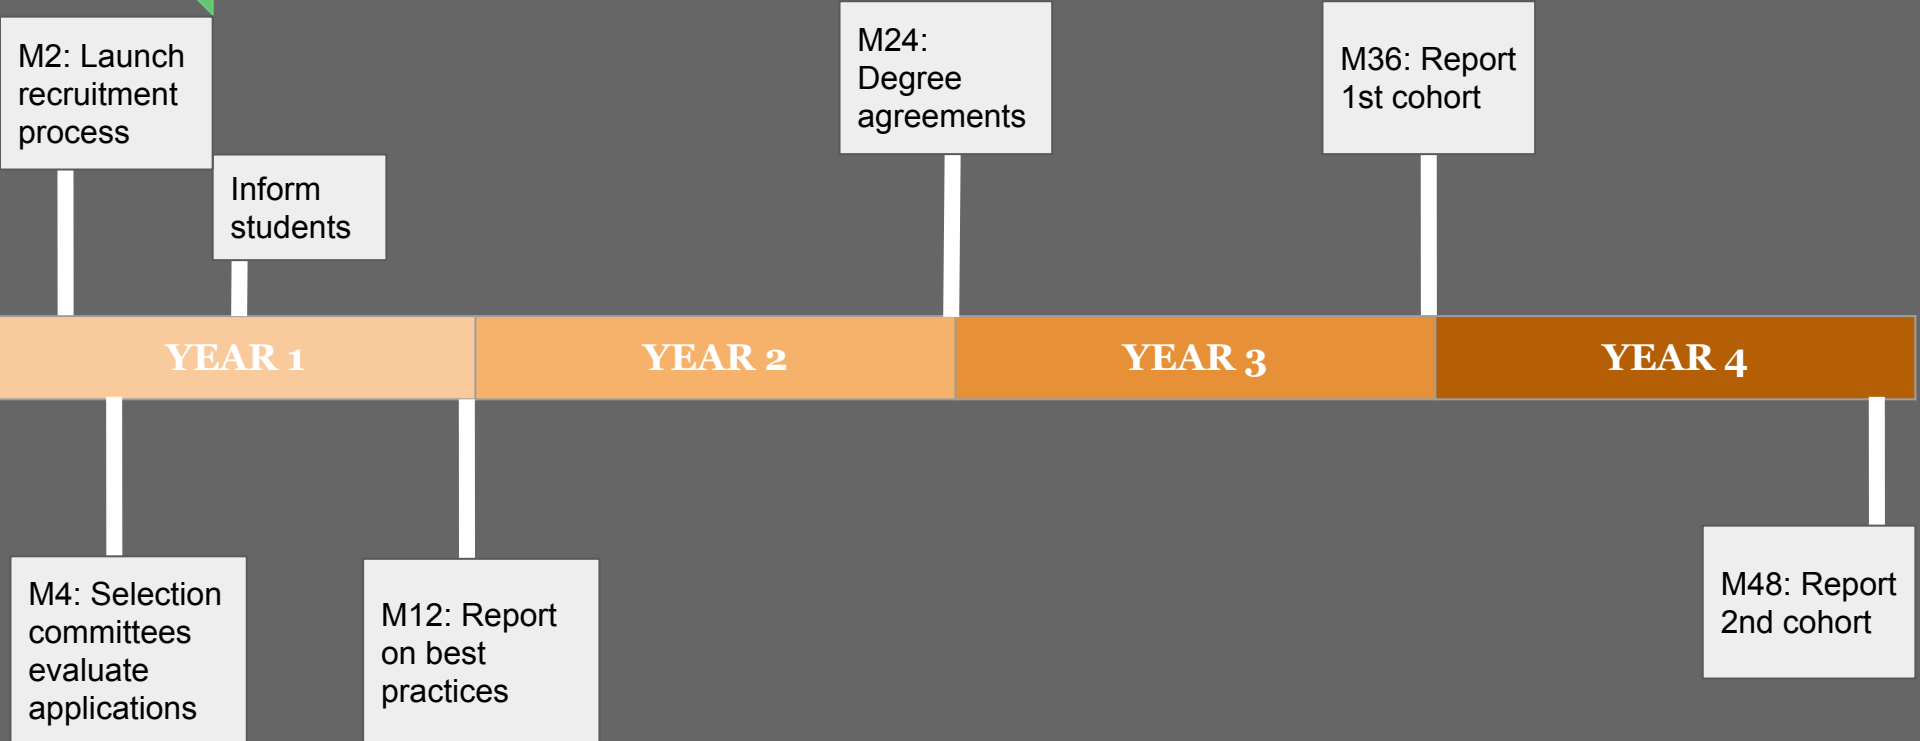 M2: Launch
recruitment
process
Inform
students
M24:
Degree
agreements
M36: Report
1st cohort
YEAR 1
YEAR 2
YEAR 3
YEAR 4
M4: Selection
committees
evaluate
applications
M12: Report
on best
practices
M48: Report
2nd cohort